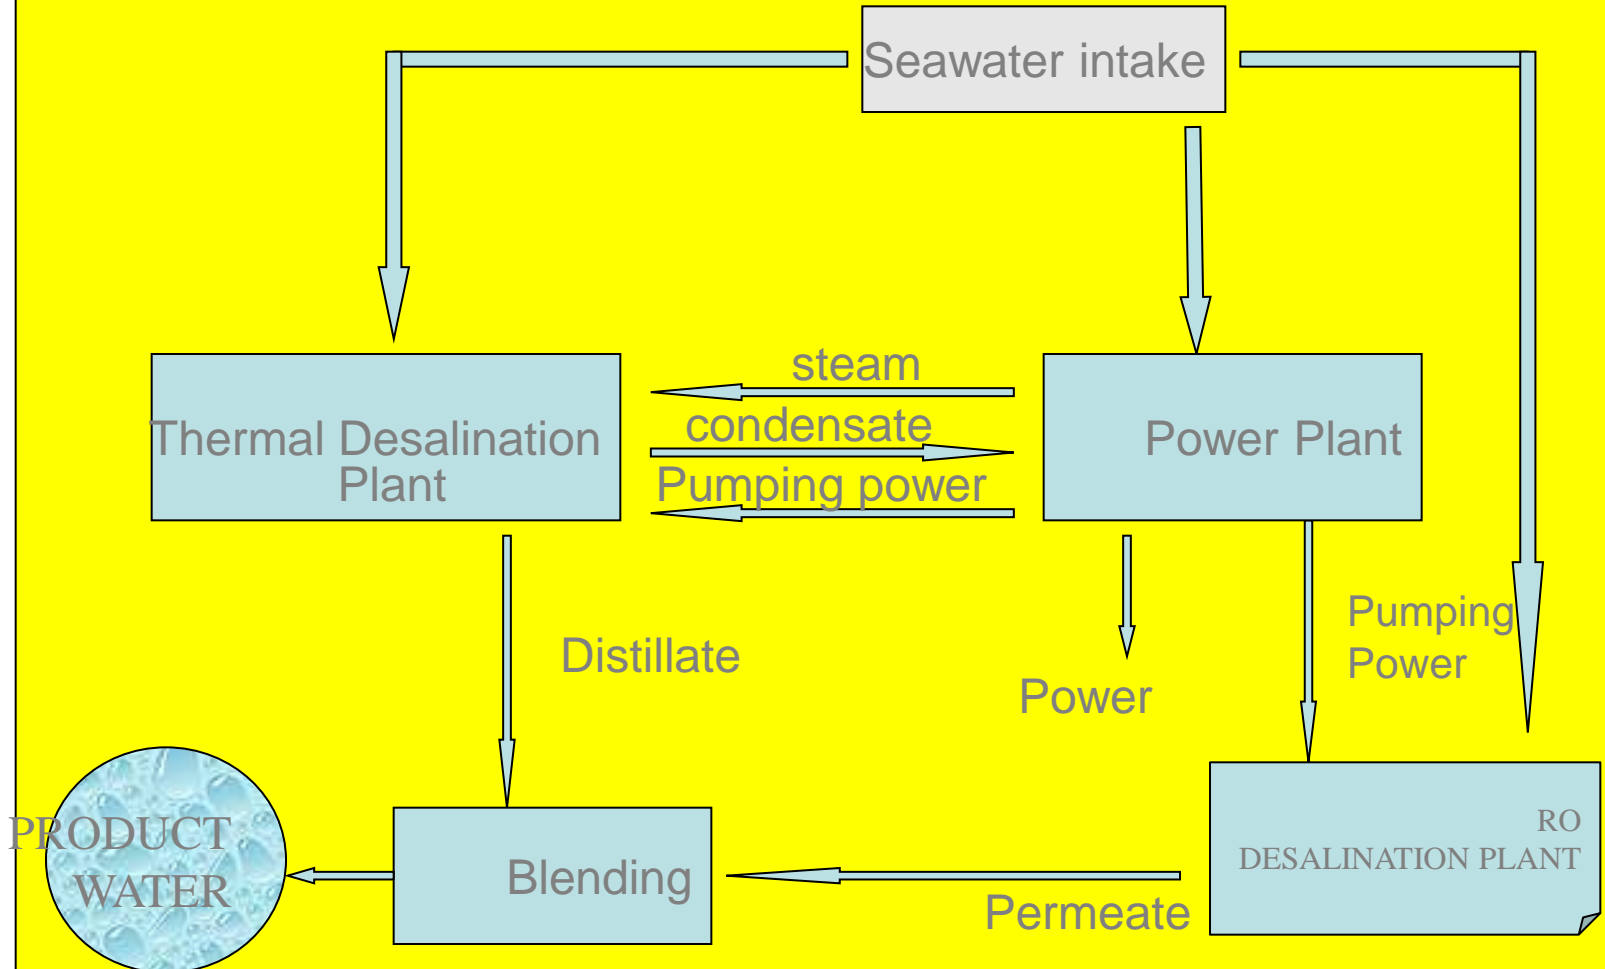 Seawater intake
steam
condensate
Pumping power
Thermal Desalination
Plant
Power Plant
Distillate
Power
Pumping
Power
PRODUCT
WATER
Blending
Permeate
RO
DESALINATION PLANT